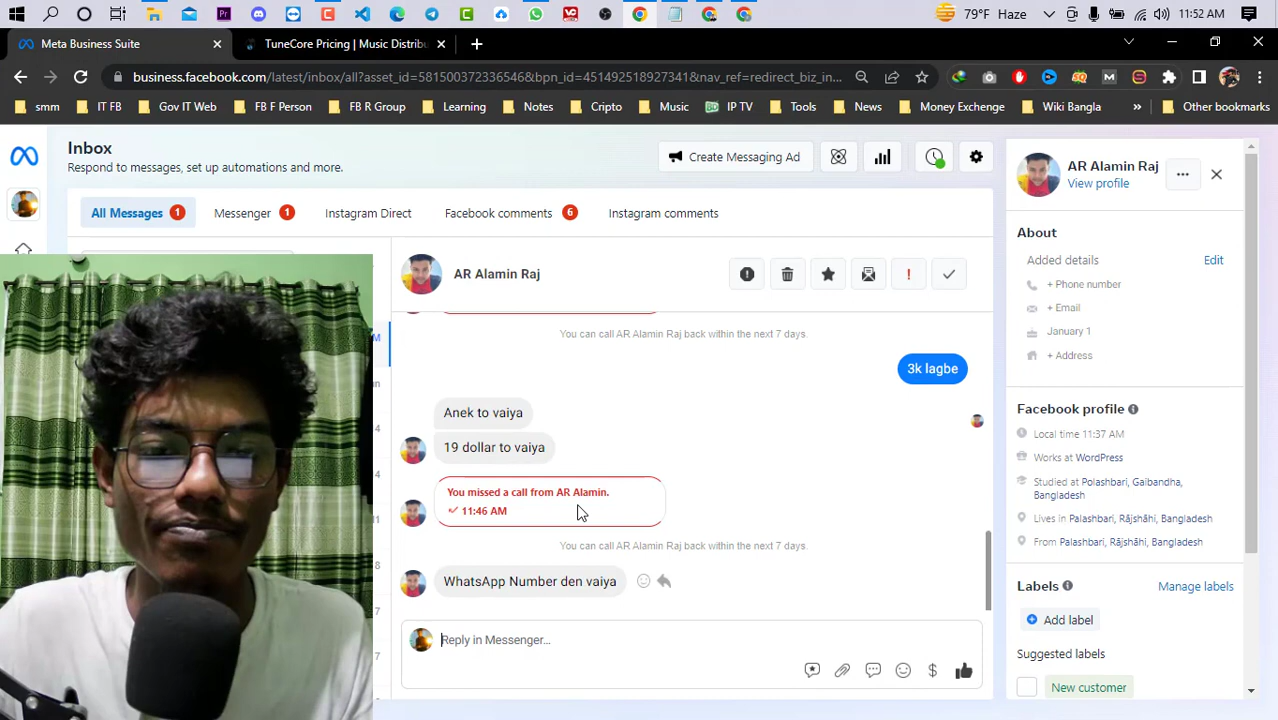 79°F Haze
11:52 AM
Meta Business Suite
TuneCore Pricing | Music Distribu
business.facebook.com/latest/inbox/all?asset_id=581500372336546&bpn_id=451492518927341&nav_ref=redirect_biz_in...
smm
IT FB
Gov IT Web
FB F Person
FB R Group
Learning
Notes
Cripto
Music
IP TV
Tools
News
Money Exchenge
Wiki Bangla
»
Other bookmarks
Inbox
Respond to messages, set up automations and more.
Create Messaging Ad
All Messages 1
Messenger 1
Instagram Direct
Facebook comments 6
Instagram comments
AR Alamin Raj
You can call AR Alamin Raj back within the next 7 days.
3k lagbe
Anek to vaiya
19 dollar to vaiya
You missed a call from AR Alamin.
11:46 AM
You can call AR Alamin Raj back within the next 7 days.
WhatsApp Number den vaiya
Reply in Messenger...
AR Alamin Raj
View profile
About
Added details
Edit
+ Phone number
+ Email
January 1
+ Address
Facebook profile
Local time 11:37 AM
Works at WordPress
Studied at Polashbari, Gaibandha,
Bangladesh
Lives in Palashbari, Rājshāhi, Bangladesh
From Palashbari, Rājshāhi, Bangladesh
Labels
Manage labels
Add label
Suggested labels
New customer